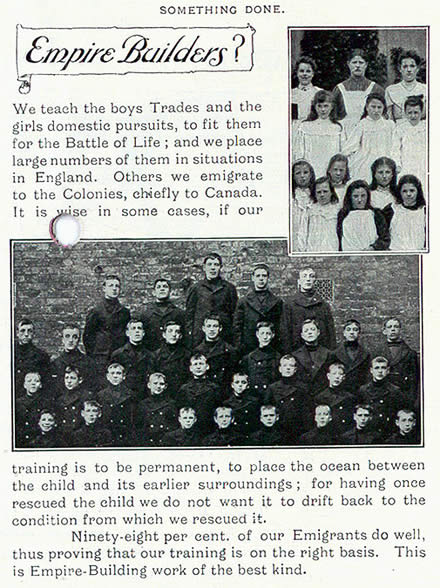 SOMETHING DONE.
Empire Builders?
We teach the boys Trades and the
girls domestic pursuits, to fit them
for the Battle of Life; and we place
large numbers of them in situations
in England. Others we emigrate
to the Colonies, chiefly to Canada.
It is wise in some cases, if our
training is to be permanent, to place the ocean between
the child and its earlier surroundings; for having once
rescued the child we do not want it to drift back to the
condition from which we rescued it.
Ninety-eight per cent. of our Emigrants do well,
thus proving that our training is on the right basis. This
is Empire-Building work of the best kind.